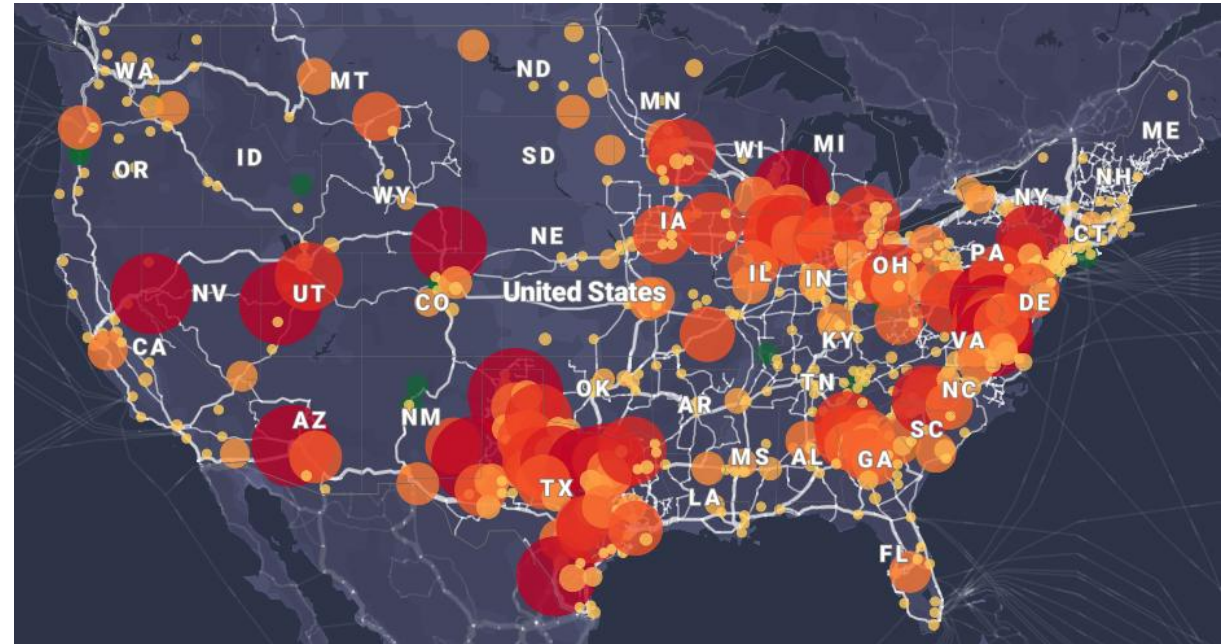 WA
MT
ND
MN
ME
OR
ID
SD
WI
MI
NH
WY
NY
IA
NE
CT
PA
IL
IN
OH
NV
UT
CO
United States
DE
CA
KY
VA
OK
TN
NC
AZ
NM
AR
SC
MS
AL
GA
TX
LA
FL